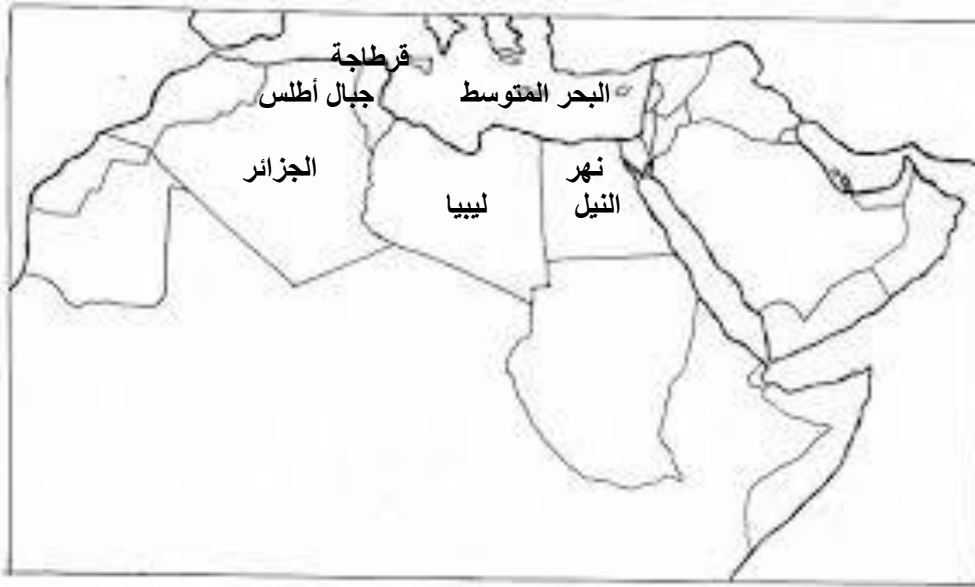 قرطاجة
جبال أطلس
البحر المتوسط
الجزائر
ليبيا
نهر
النيل